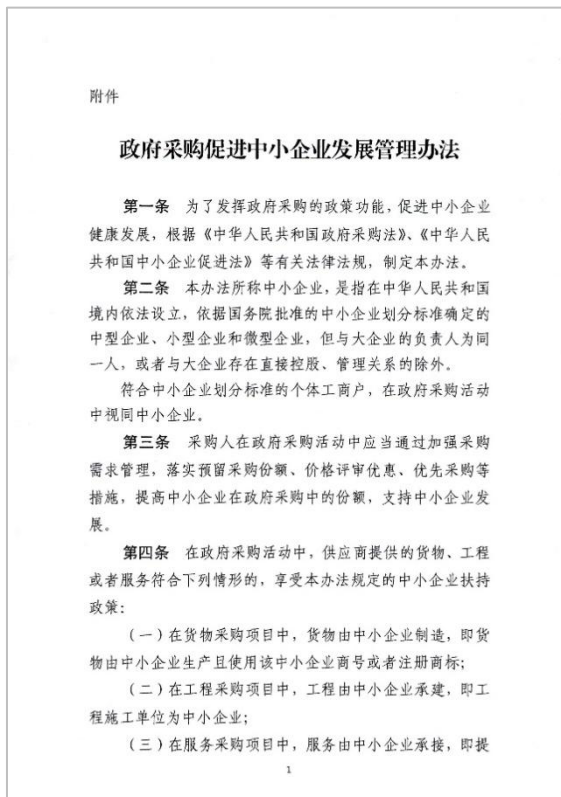 附件
政府采购促进中小企业发展管理办法
第一条 为了发挥政府采购的政策功能，促进中小企业
健康发展，根据《中华人民共和国政府采购法》、《中华人民
共和国中小企业促进法》等有关法律法规，制定本办法。
第二条 本办法所称中小企业，是指在中华人民共和国
境内依法设立，依据国务院批准的中小企业划分标准确定的
中型企业、小型企业和微型企业，但与大企业的负责人为同
一人，或者与大企业存在直接控股、管理关系的除外。
符合中小企业划分标准的个体工商户，在政府采购活动
中视同中小企业。
第三条 采购人在政府采购活动中应当通过加强采购
需求管理，落实预留采购份额、价格评审优惠、优先采购等
措施，提高中小企业在政府采购中的份额，支持中小企业发
展。
第四条 在政府采购活动中，供应商提供的货物、工程
或者服务符合下列情形的，享受本办法规定的中小企业扶持
政策：
（一）在货物采购项目中，货物由中小企业制造，即货
物由中小企业生产且使用该中小企业商号或者注册商标；
（二）在工程采购项目中，工程由中小企业承建，即工
程施工单位为中小企业；
（三）在服务采购项目中，服务由中小企业承接，即提
1